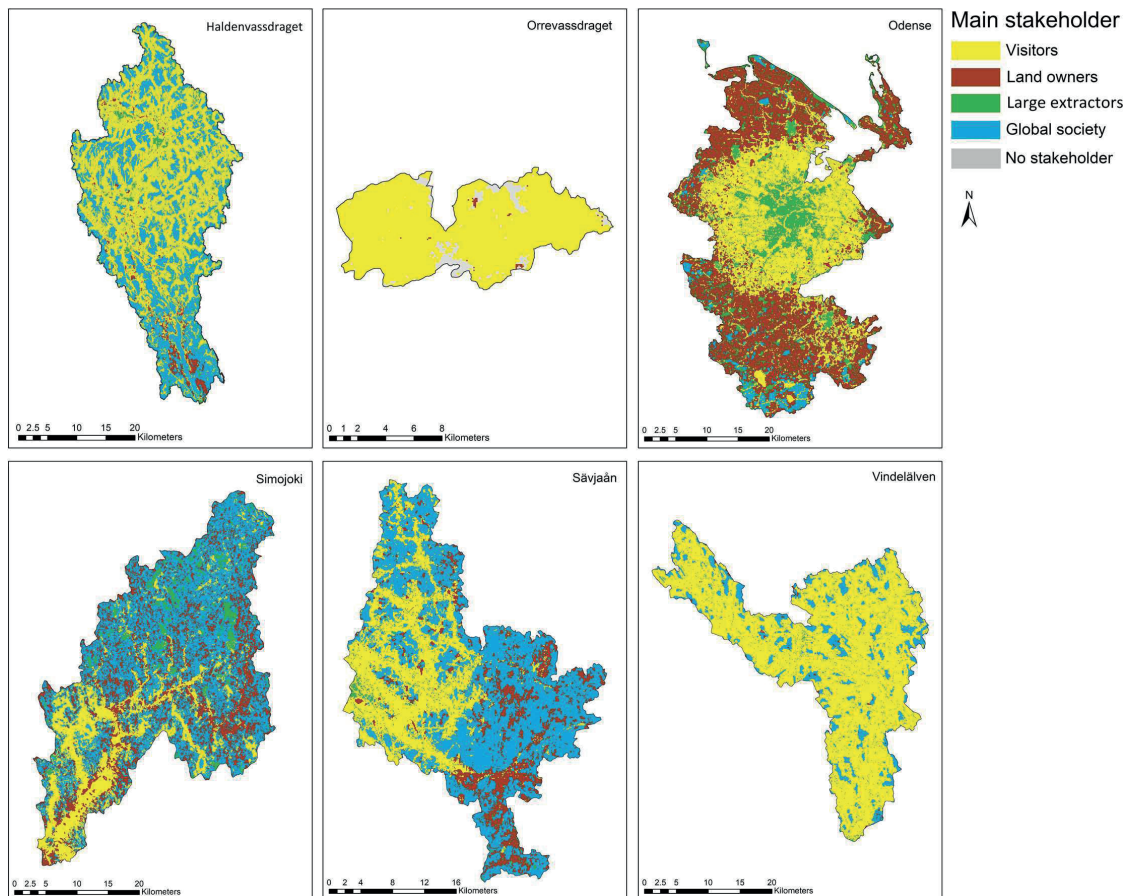 Haldenvassdraget
0 2.5 5 10 15 20
Kilometers
Orrevassdraget
0 1 2 4 6 8
Kilometers
Odense
0 2.5 5 10 15 20
Kilometers
Main stakeholder
Visitors
Land owners
Large extractors
Global society
No stakeholder
N
Simojoki
0 2.5 5 10 15 20
Kilometers
Sävjaån
0 2 4 8 12 16
Kilometers
Vindelälven
0 2.5 5 10 15 20
Kilometers